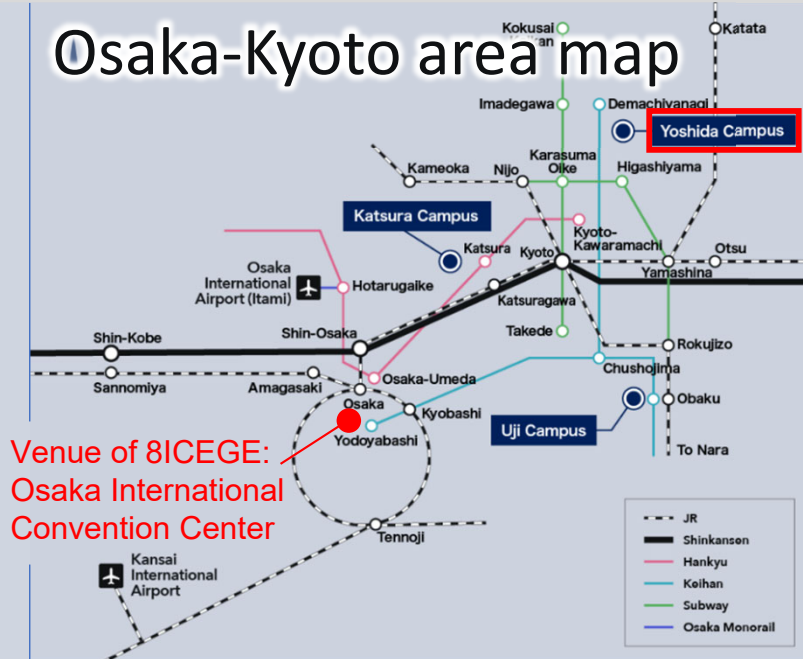 Osaka-Kyoto area map
Kokusai
Katata
Imadegawa
Demachiyanagi
Yoshida Campus
Karasuma
Oike
Kameoka
Nijo
Higashiyama
Katsura Campus
Kyoto-
Kawaramachi
Katsura
Kyoto
Otsu
Yamashina
Osaka
International
Airport (Itami)
Hotarugaike
Katsuragawa
Takede
Shin-Kobe
Shin-Osaka
Rokujizo
Chushojima
Sannomiya
Amagasaki
Osaka-Umeda
Osaka
Kyobashi
Obaku
Yodoyabashi
Uji Campus
Venue of 8ICEGE:
Osaka International
Convention Center
To Nara
Tennoji
Kansai
International
Airport
JR
Shinkansen
Hankyu
Keihan
Subway
Osaka Monorail